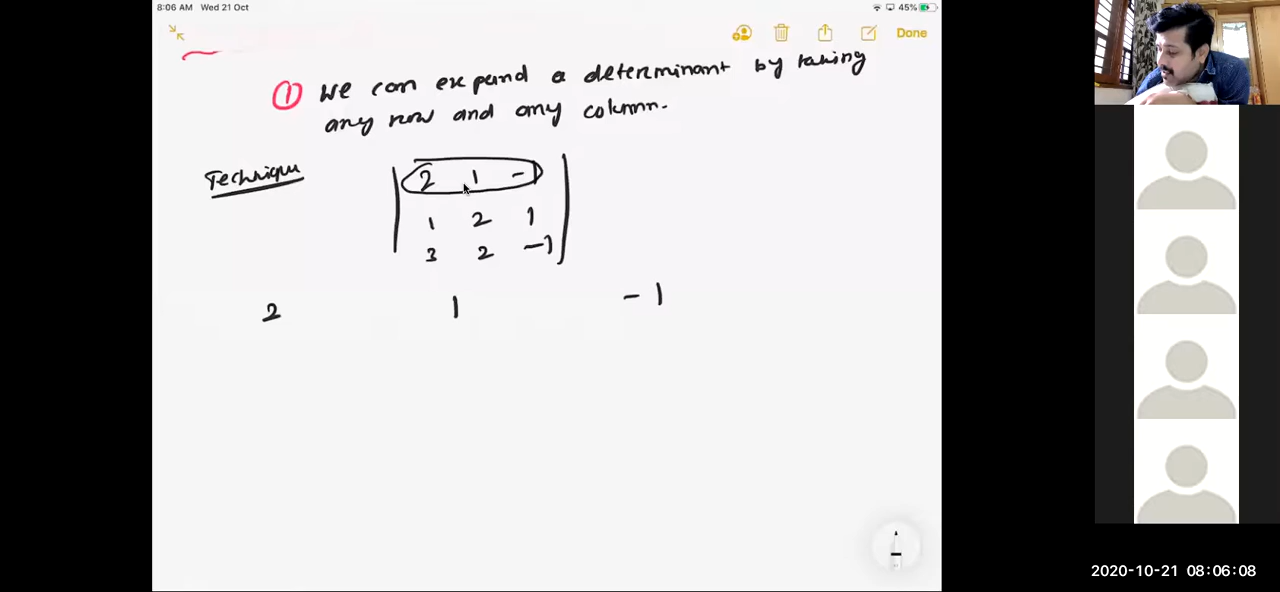 8:06 AM Wed 21 Oct
45%
Done
① We can expand a determinant by taking
any row and any column.
Technique
2 1 -1
1 2 1
3 2 -1
2 1 -1
2020-10-21 08:06:08